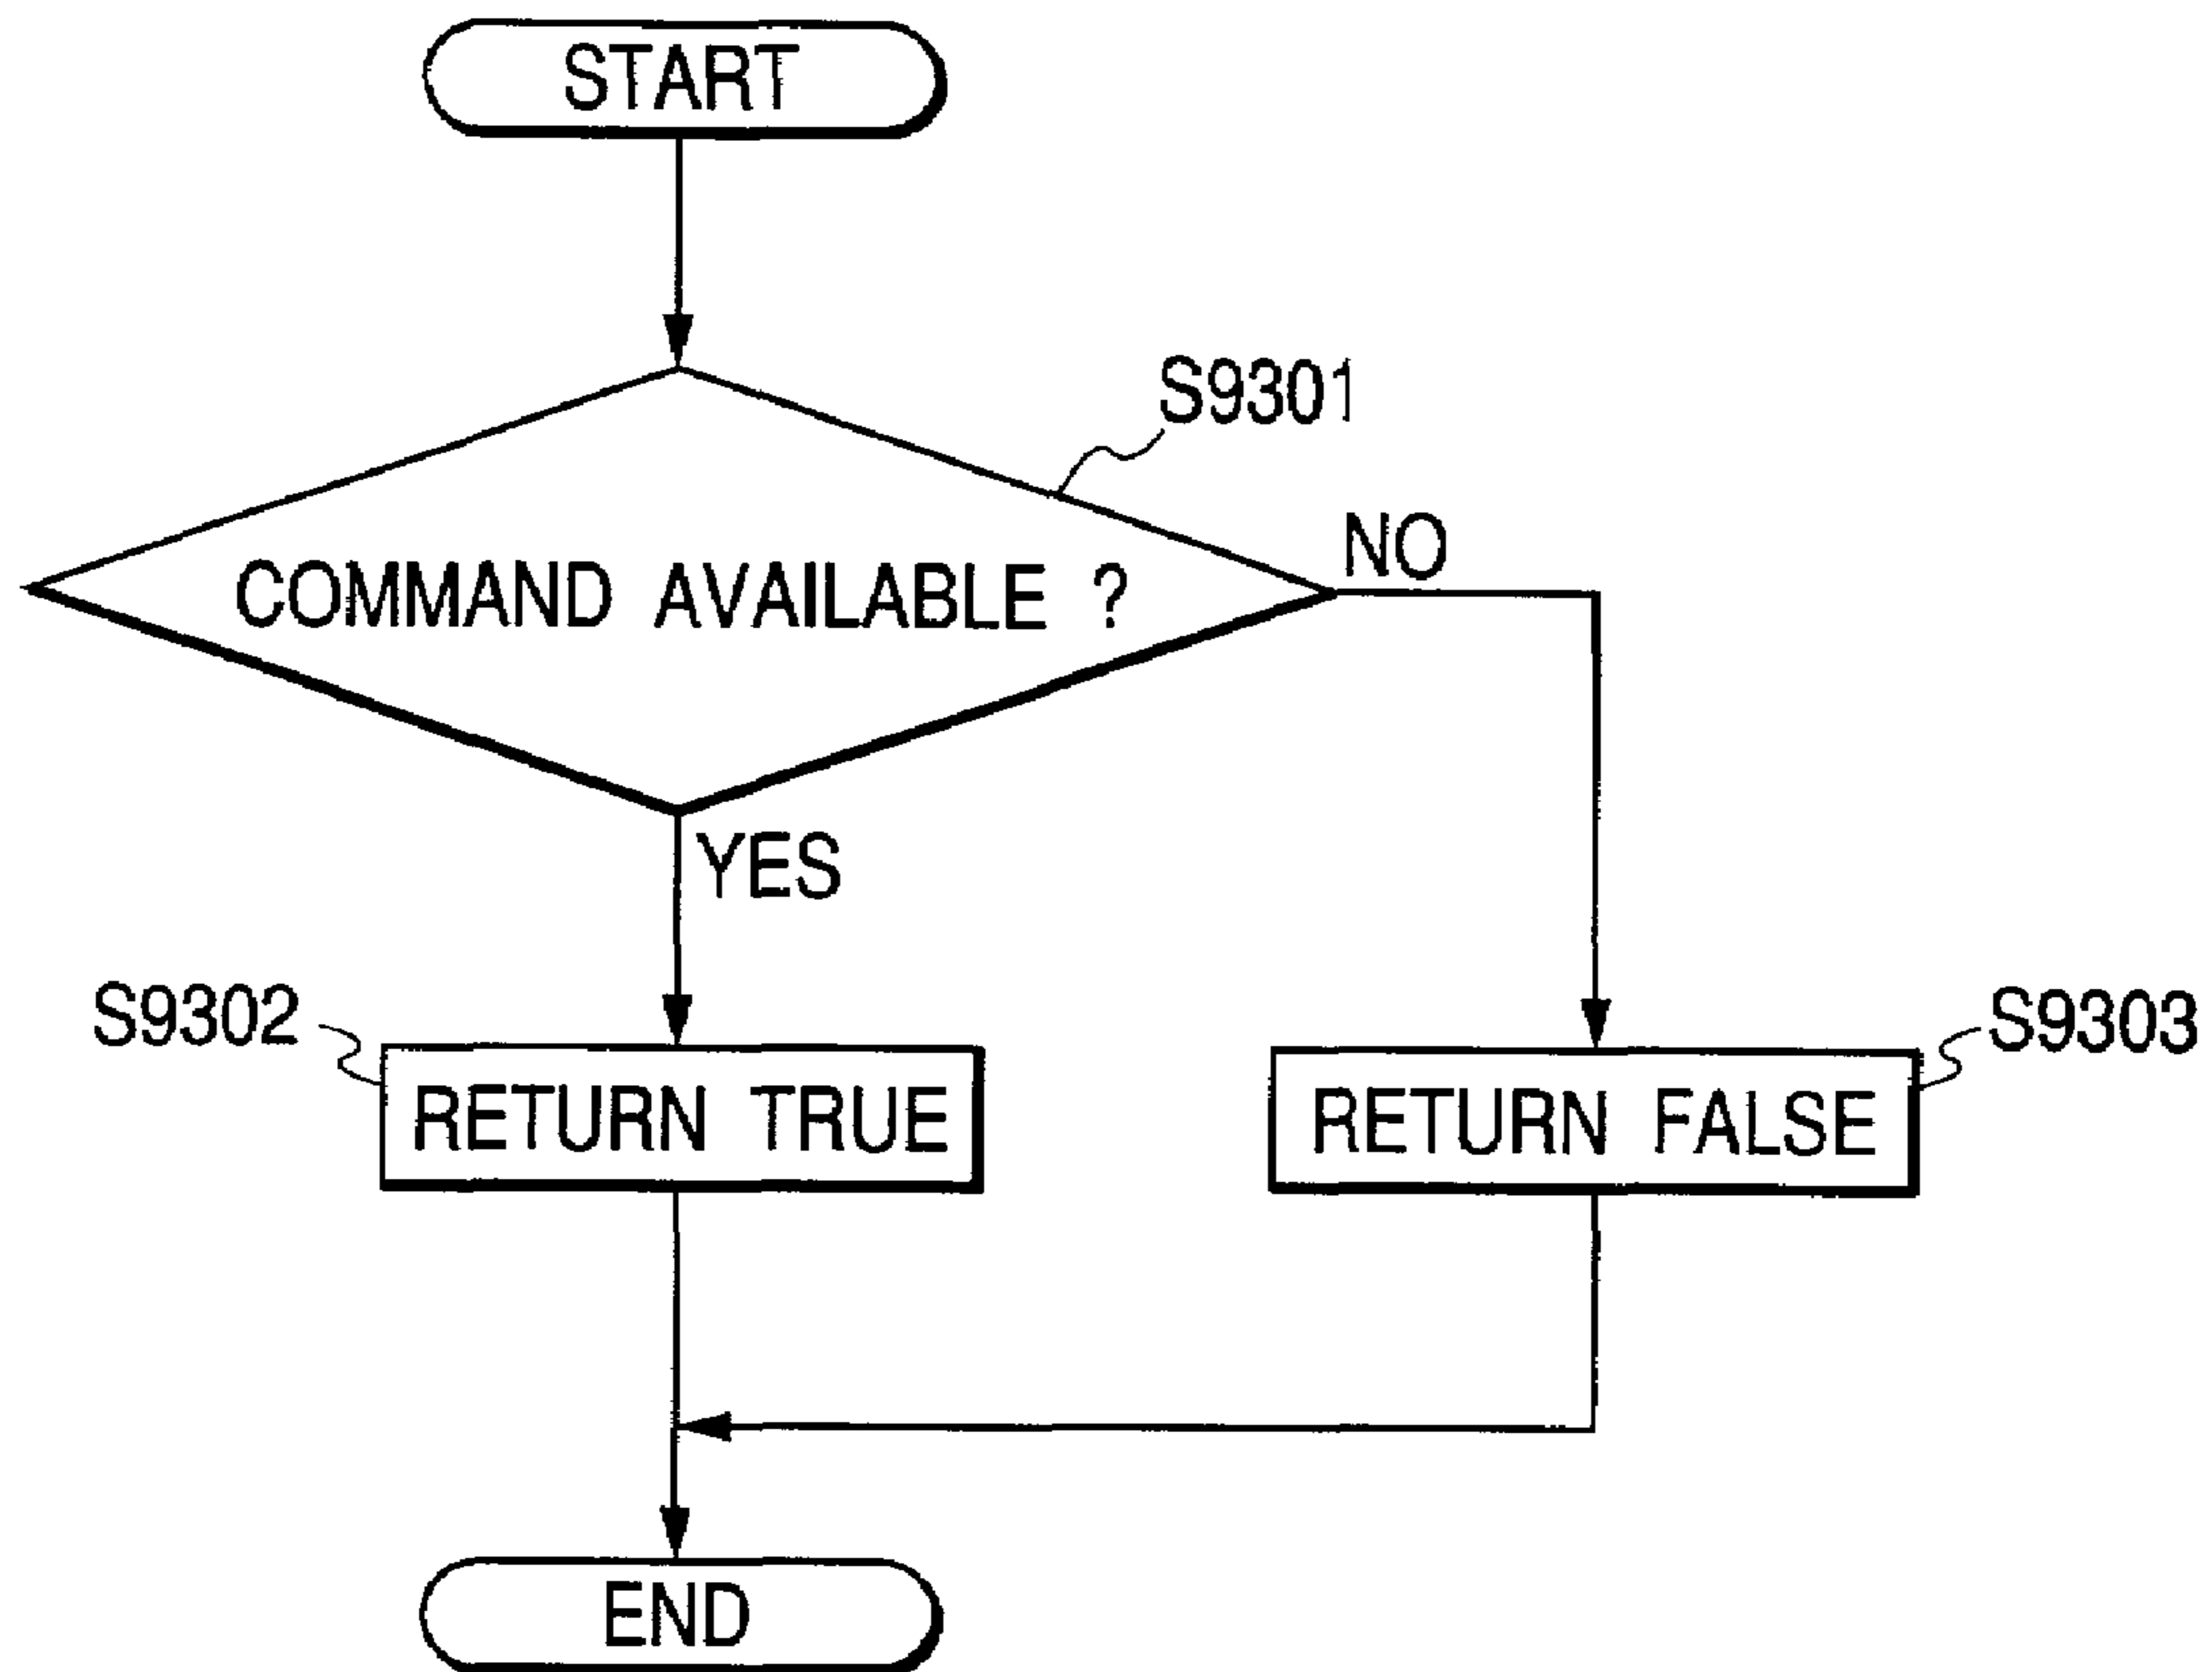 START
S9301
COMMAND AVAILABLE ?
NO
YES
S9302
RETURN TRUE
S9303
RETURN FALSE
END